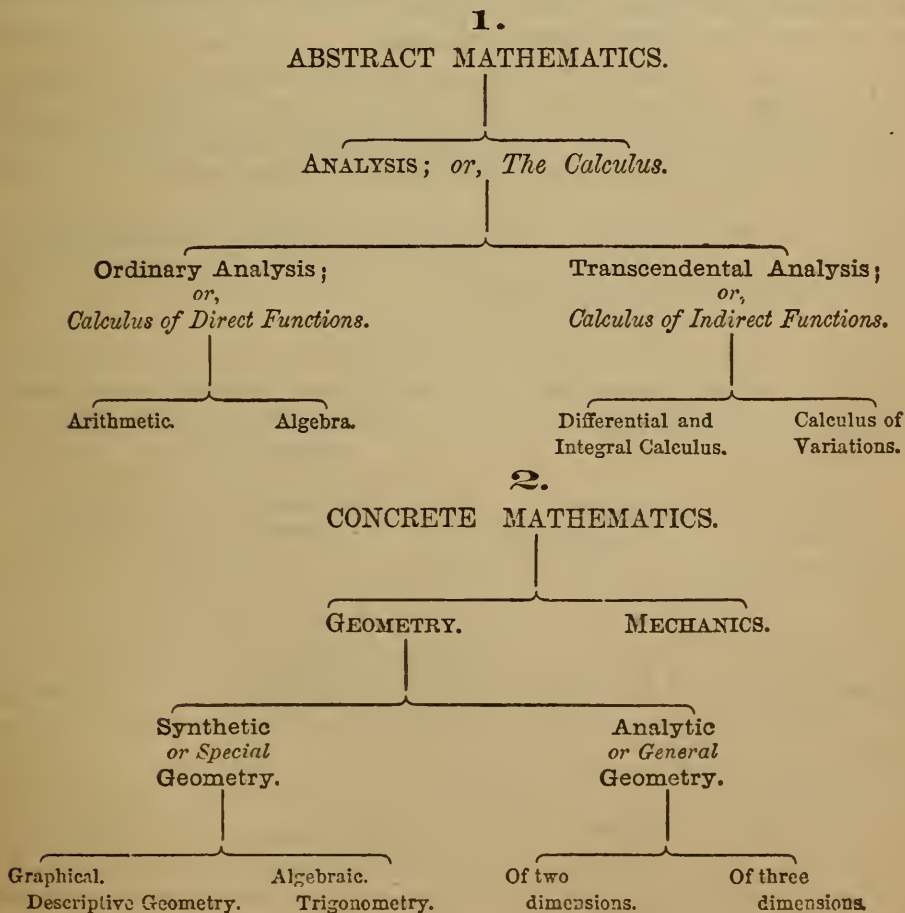 1.
ABSTRACT MATHEMATICS.
ANALYSIS; or, The Calculus.
Ordinary Analysis;
or,
Calculus of Direct Functions.
Transcendental Analysis;
or,
Calculus of Indirect Functions.
Arithmetic.
Algebra.
Differential and
Integral Calculus.
Calculus of
Variations.
2.
CONCRETE MATHEMATICS.
GEOMETRY.
MECHANICS.
Synthetic
or Special
Geometry.
Analytic
or General
Geometry.
Graphical.
Descriptive Geometry.
Algebraic.
Trigonometry.
Of two
dimensions.
Of three
dimensions.